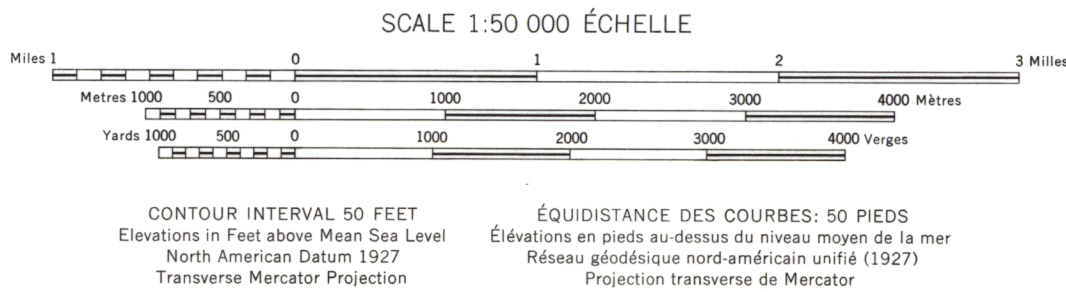 SCALE 1:50 000 ÉCHELLE
Miles 1 0 1 2 3 Milles
Metres 1000 500 0 1000 2000 3000 4000 Mètres
Yards 1000 500 0 1000 2000 3000 4000 Verges
CONTOUR INTERVAL 50 FEET
Elevations in Feet above Mean Sea Level
North American Datum 1927
Transverse Mercator Projection
ÉQUIDISTANCE DES COURBES: 50 PIEDS
Élévations en pieds au-dessus du niveau moyen de la mer
Réseau géodésique nord-américain unifié (1927)
Projection transverse de Mercator